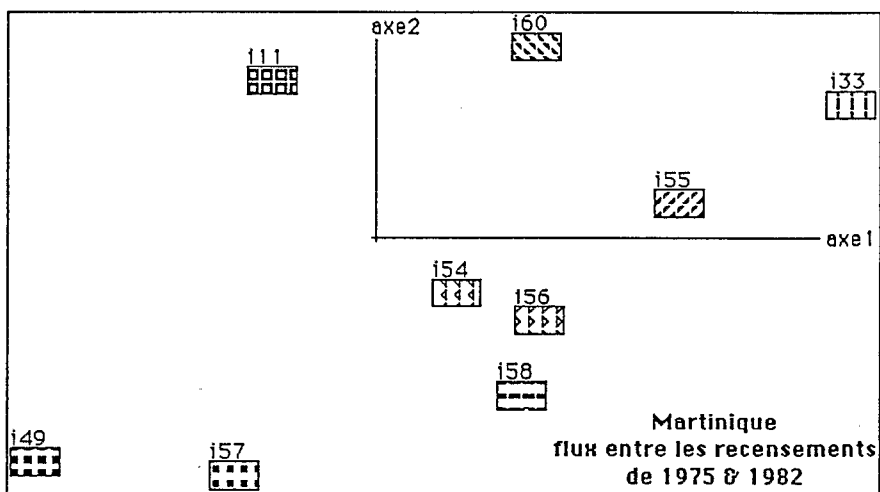 axe2
i60
i11
i33
i55
axe1
i54
i56
i58
i49
i57
Martinique
flux entre les recensements
de 1975 & 1982